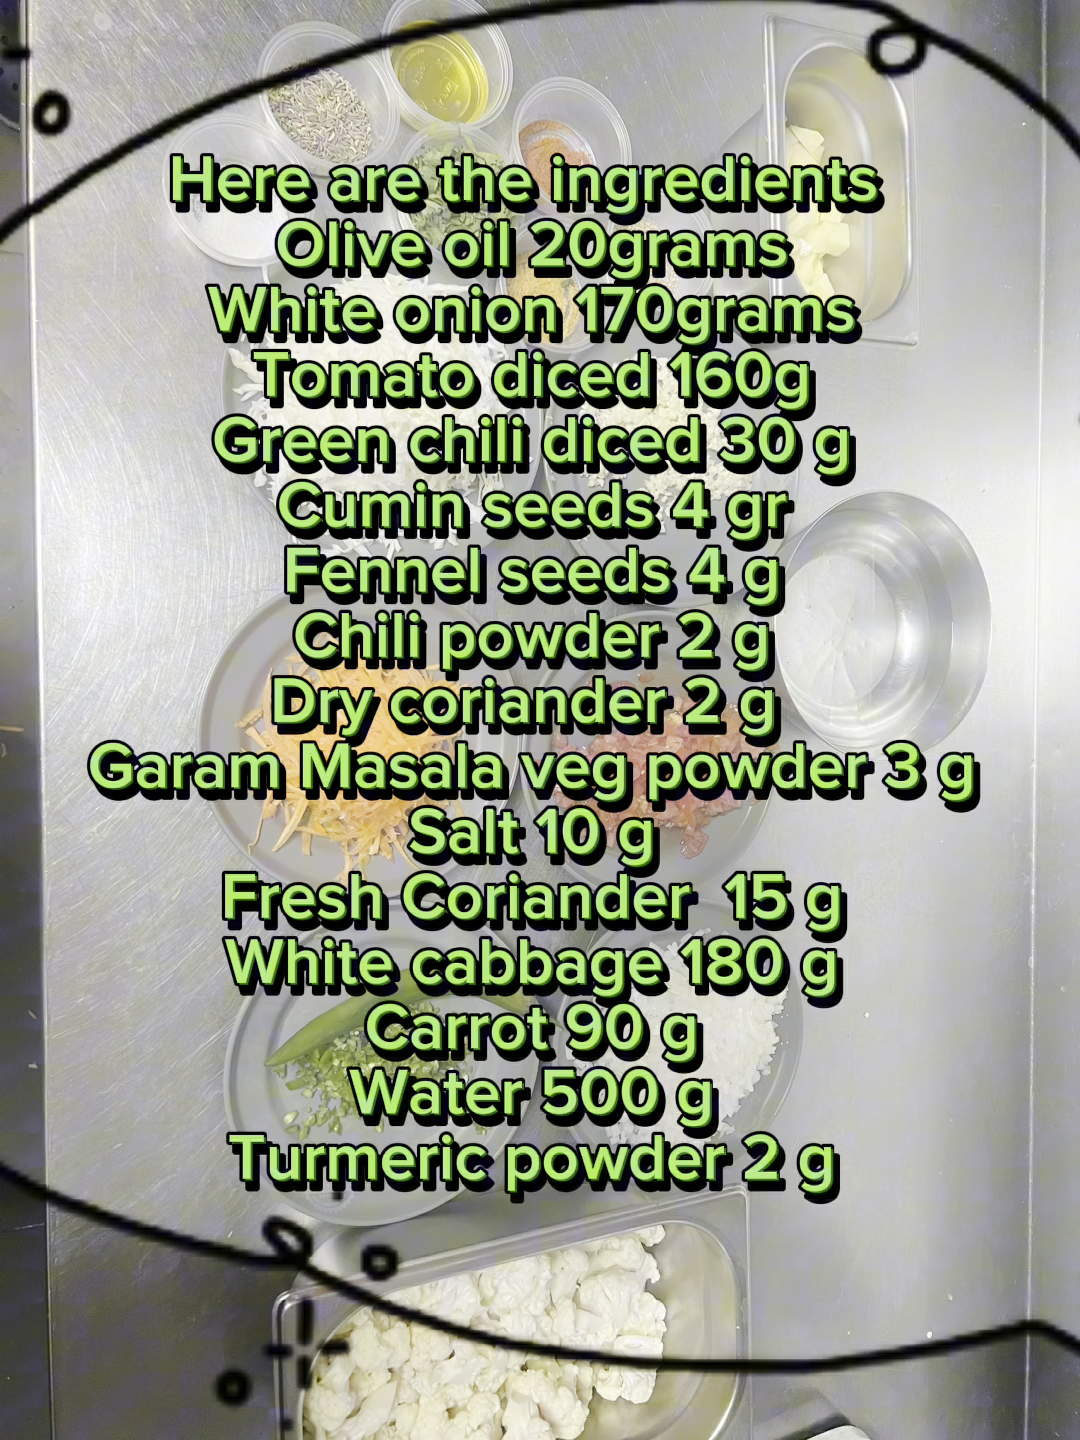 Here are the ingredients
Olive oil 20grams
White onion 170grams
Tomato diced 160g
Green chili diced 30 g
Cumin seeds 4 gr
Fennel seeds 4 g
Chili powder 2 g
Dry coriander 2 g
Garam Masala veg powder 3 g
Salt 10 g
Fresh Coriander  15 g
White cabbage 180 g
Carrot 90 g
Water 500 g
Turmeric powder 2 g